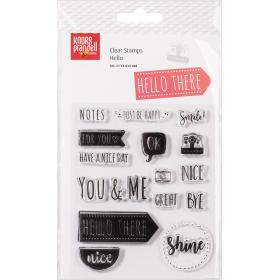 KNORR
prandell
Clear Stamps
Hello
HELLO THERE
NOTES
JUST BE HAPPY
Smile!
FOR YOU
OK
HAVE A NICE DAY
NICE
YOU & ME
GREAT
BYE
HELLO THERE
Shine
nice